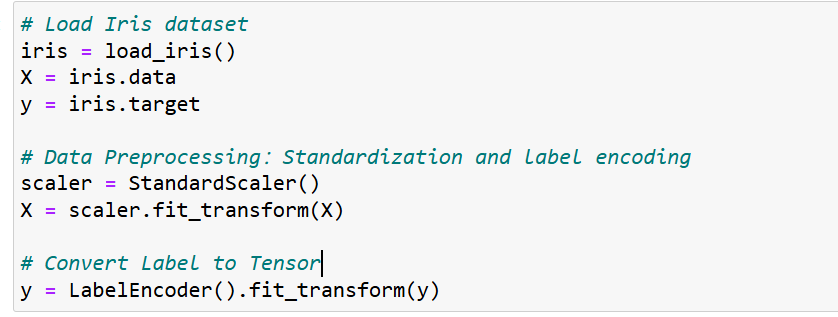 # Load Iris dataset
iris = load_iris()
X = iris.data
y = iris.target
# Data Preprocessing: Standardization and label encoding
scaler = StandardScaler()
X = scaler.fit_transform(X)
# Convert Label to Tensor
y = LabelEncoder().fit_transform(y)